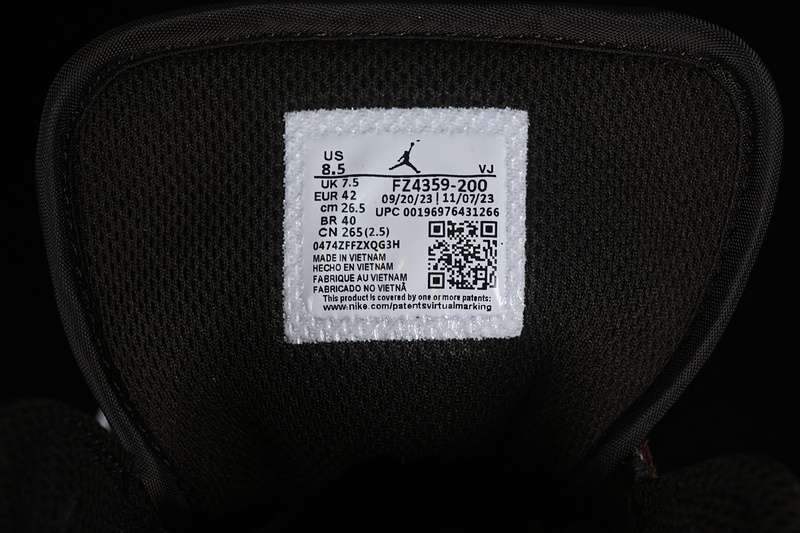 US
8.5 VJ
UK 7.5 FZ4359-200
EUR 42 09/20/23 | 11/07/23
cm 26.5 UPC 00196976431266
BR 40
CN 265(2.5)
0474ZFFZXQG3H
MADE IN VIETNAM
HECHO EN VIETNAM
FABRIQUE AU VIETNAM
FABRICADO NO VIETNÃ
This product is covered by one or more patents:
www.nike.com/patentsvirtualmarking